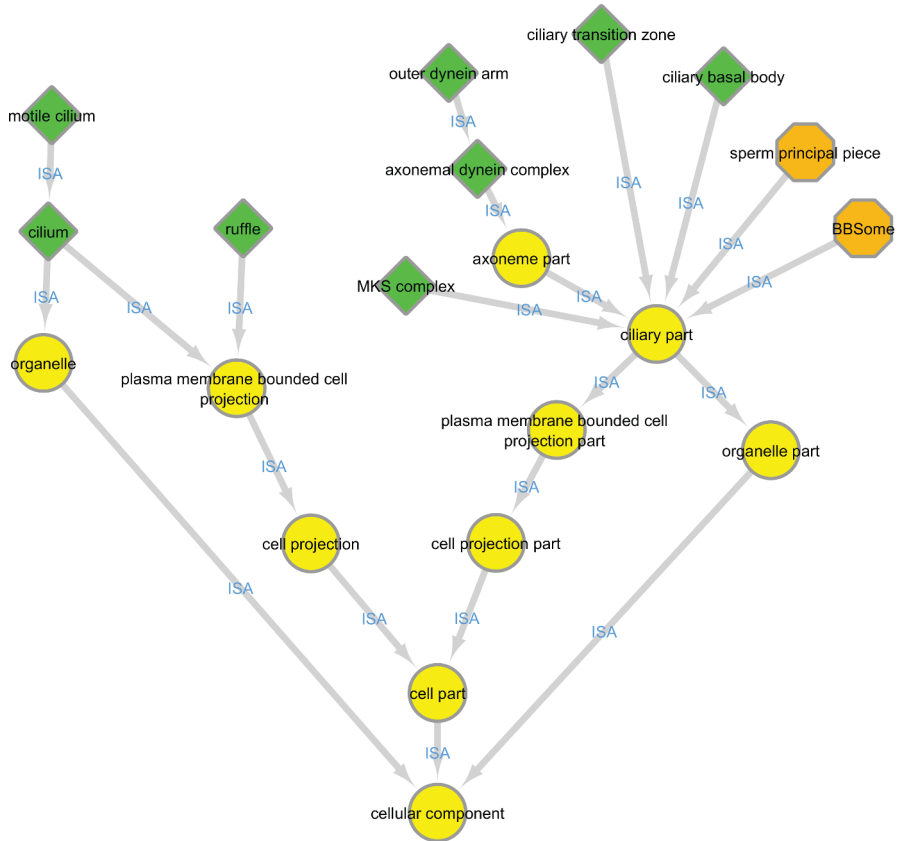 ciliary transition zone
outer dynein arm
ciliary basal body
motile cilium
ISA
sperm principal piece
axonemal dynein complex
ISA
ISA
ISA
ISA
ISA
cilium
ruffle
BBSome
ISA
axoneme part
ISA
MKS complex
ISA
ISA
ISA
ISA
ISA
ciliary part
organelle
plasma membrane bounded cell
projection
ISA
ISA
plasma membrane bounded cell
projection part
organelle part
ISA
ISA
cell projection
cell projection part
ISA
ISA
ISA
ISA
cell part
ISA
cellular component